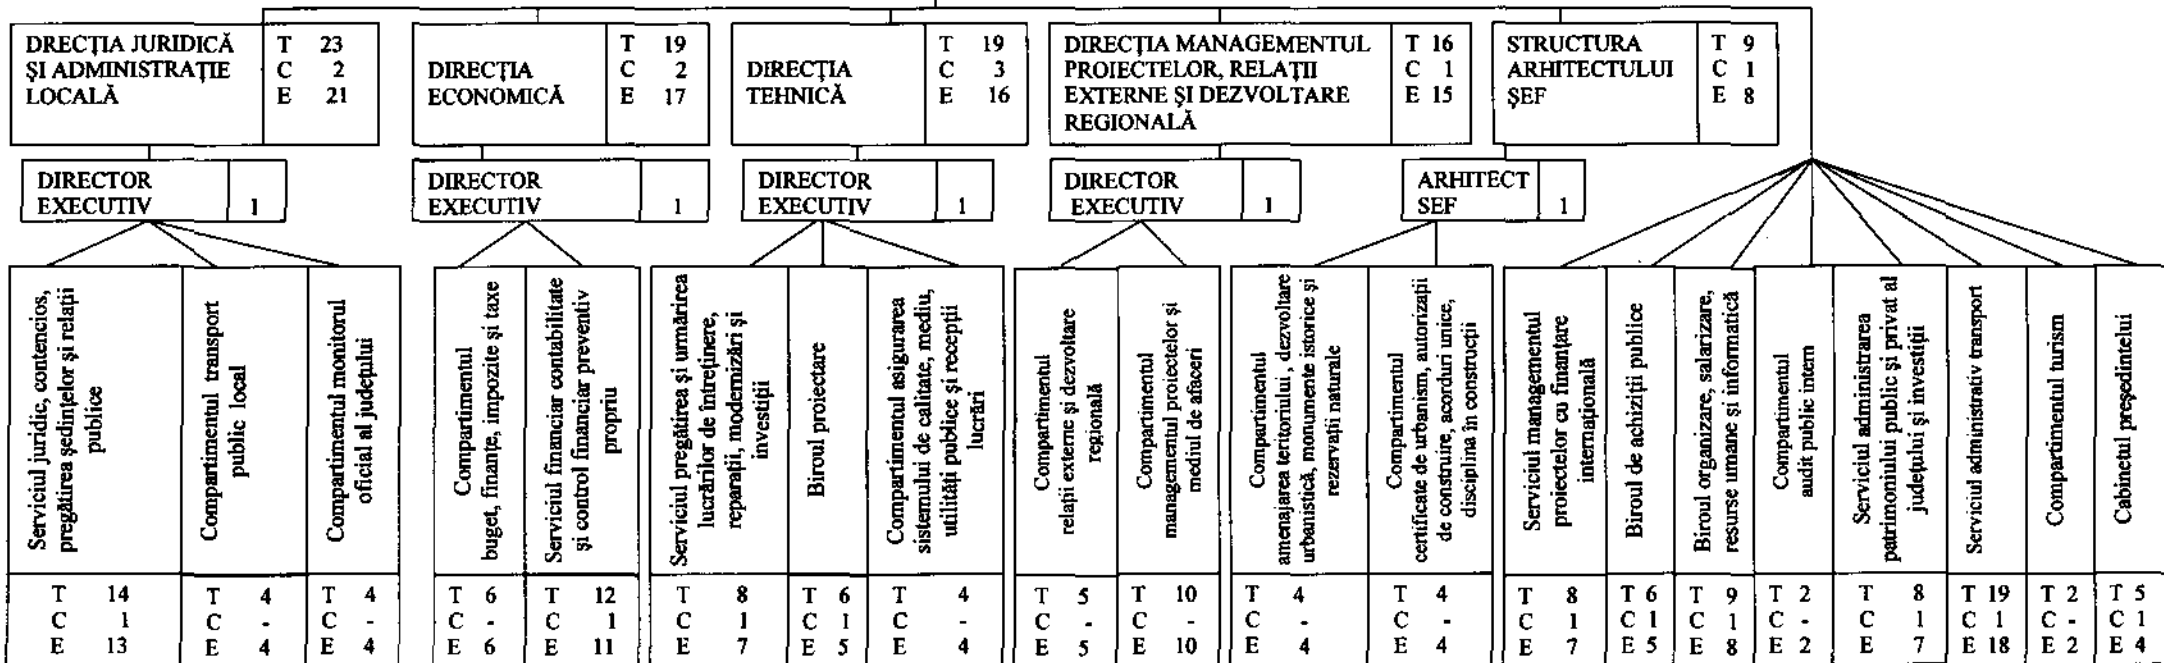 DRECȚIA JURIDICĂ
ȘI ADMINISTRAȚIE
LOCALĂ
T 23
C 2
E 21
DIRECȚIA
ECONOMICĂ
T 19
C 2
E 17
DIRECȚIA
TEHNICĂ
T 19
C 3
E 16
DIRECȚIA MANAGEMENTUL
PROIECTELOR, RELAȚII
EXTERNE ȘI DEZVOLTARE
REGIONALĂ
T 16
C 1
E 15
STRUCTURA
ARHITECTULUI
ȘEF
T 9
C 1
E 8
DIRECTOR
EXECUTIV 1
DIRECTOR
EXECUTIV 1
DIRECTOR
EXECUTIV 1
DIRECTOR
EXECUTIV 1
ARHITECT
SEF 1
Serviciul juridic, contencios,
pregătirea ședințelor și relații
publice
T 14
C 1
E 13
Compartimentul transport
public local
T 4
C -
E 4
Compartimentul monitorul
oficial al județului
T 4
C -
E 4
Compartimentul
buget, finanțe, impozite și taxe
T 6
C -
E 6
Serviciul financiar contabilitate
și control financiar preventiv
propriu
T 12
C 1
E 11
Serviciul pregătirea și urmărirea
lucrărilor de întreținere,
reparații, modernizări și
investiții
T 8
C 1
E 7
Biroul proiectare
T 6
C 1
E 5
Compartimentul asigurarea
sistemului de calitate, mediu,
utilități publice și recepții
lucrări
T 4
C -
E 4
Compartimentul
relații externe și dezvoltare
regională
T 5
C -
E 5
Compartimentul
managementul proiectelor și
mediul de afaceri
T 10
C -
E 10
Compartimentul
amenajarea teritoriului, dezvoltare
urbanistică, monumente istorice și
rezervații naturale
T 4
C -
E 4
Compartimentul
certificate de urbanism, autorizații
de construire, acorduri unice,
disciplina în construcții
T 4
C -
E 4
Serviciul managementul
proiectelor cu finanțare
internațională
T 8
C 1
E 7
Biroul de achiziții publice
T 6
C 1
E 5
Biroul organizare, salarizare,
resurse umane și informatică
T 9
C 1
E 8
Compartimentul
audit public intern
T 2
C -
E 2
Serviciul administrarea
patrimoniului public și privat al
județului și investiții
T 8
C 1
E 7
Serviciul administrativ transport
T 19
C 1
E 18
Compartimentul turism
T 2
C -
E 2
Cabinetul președintelui
T 5
C 1
E 4